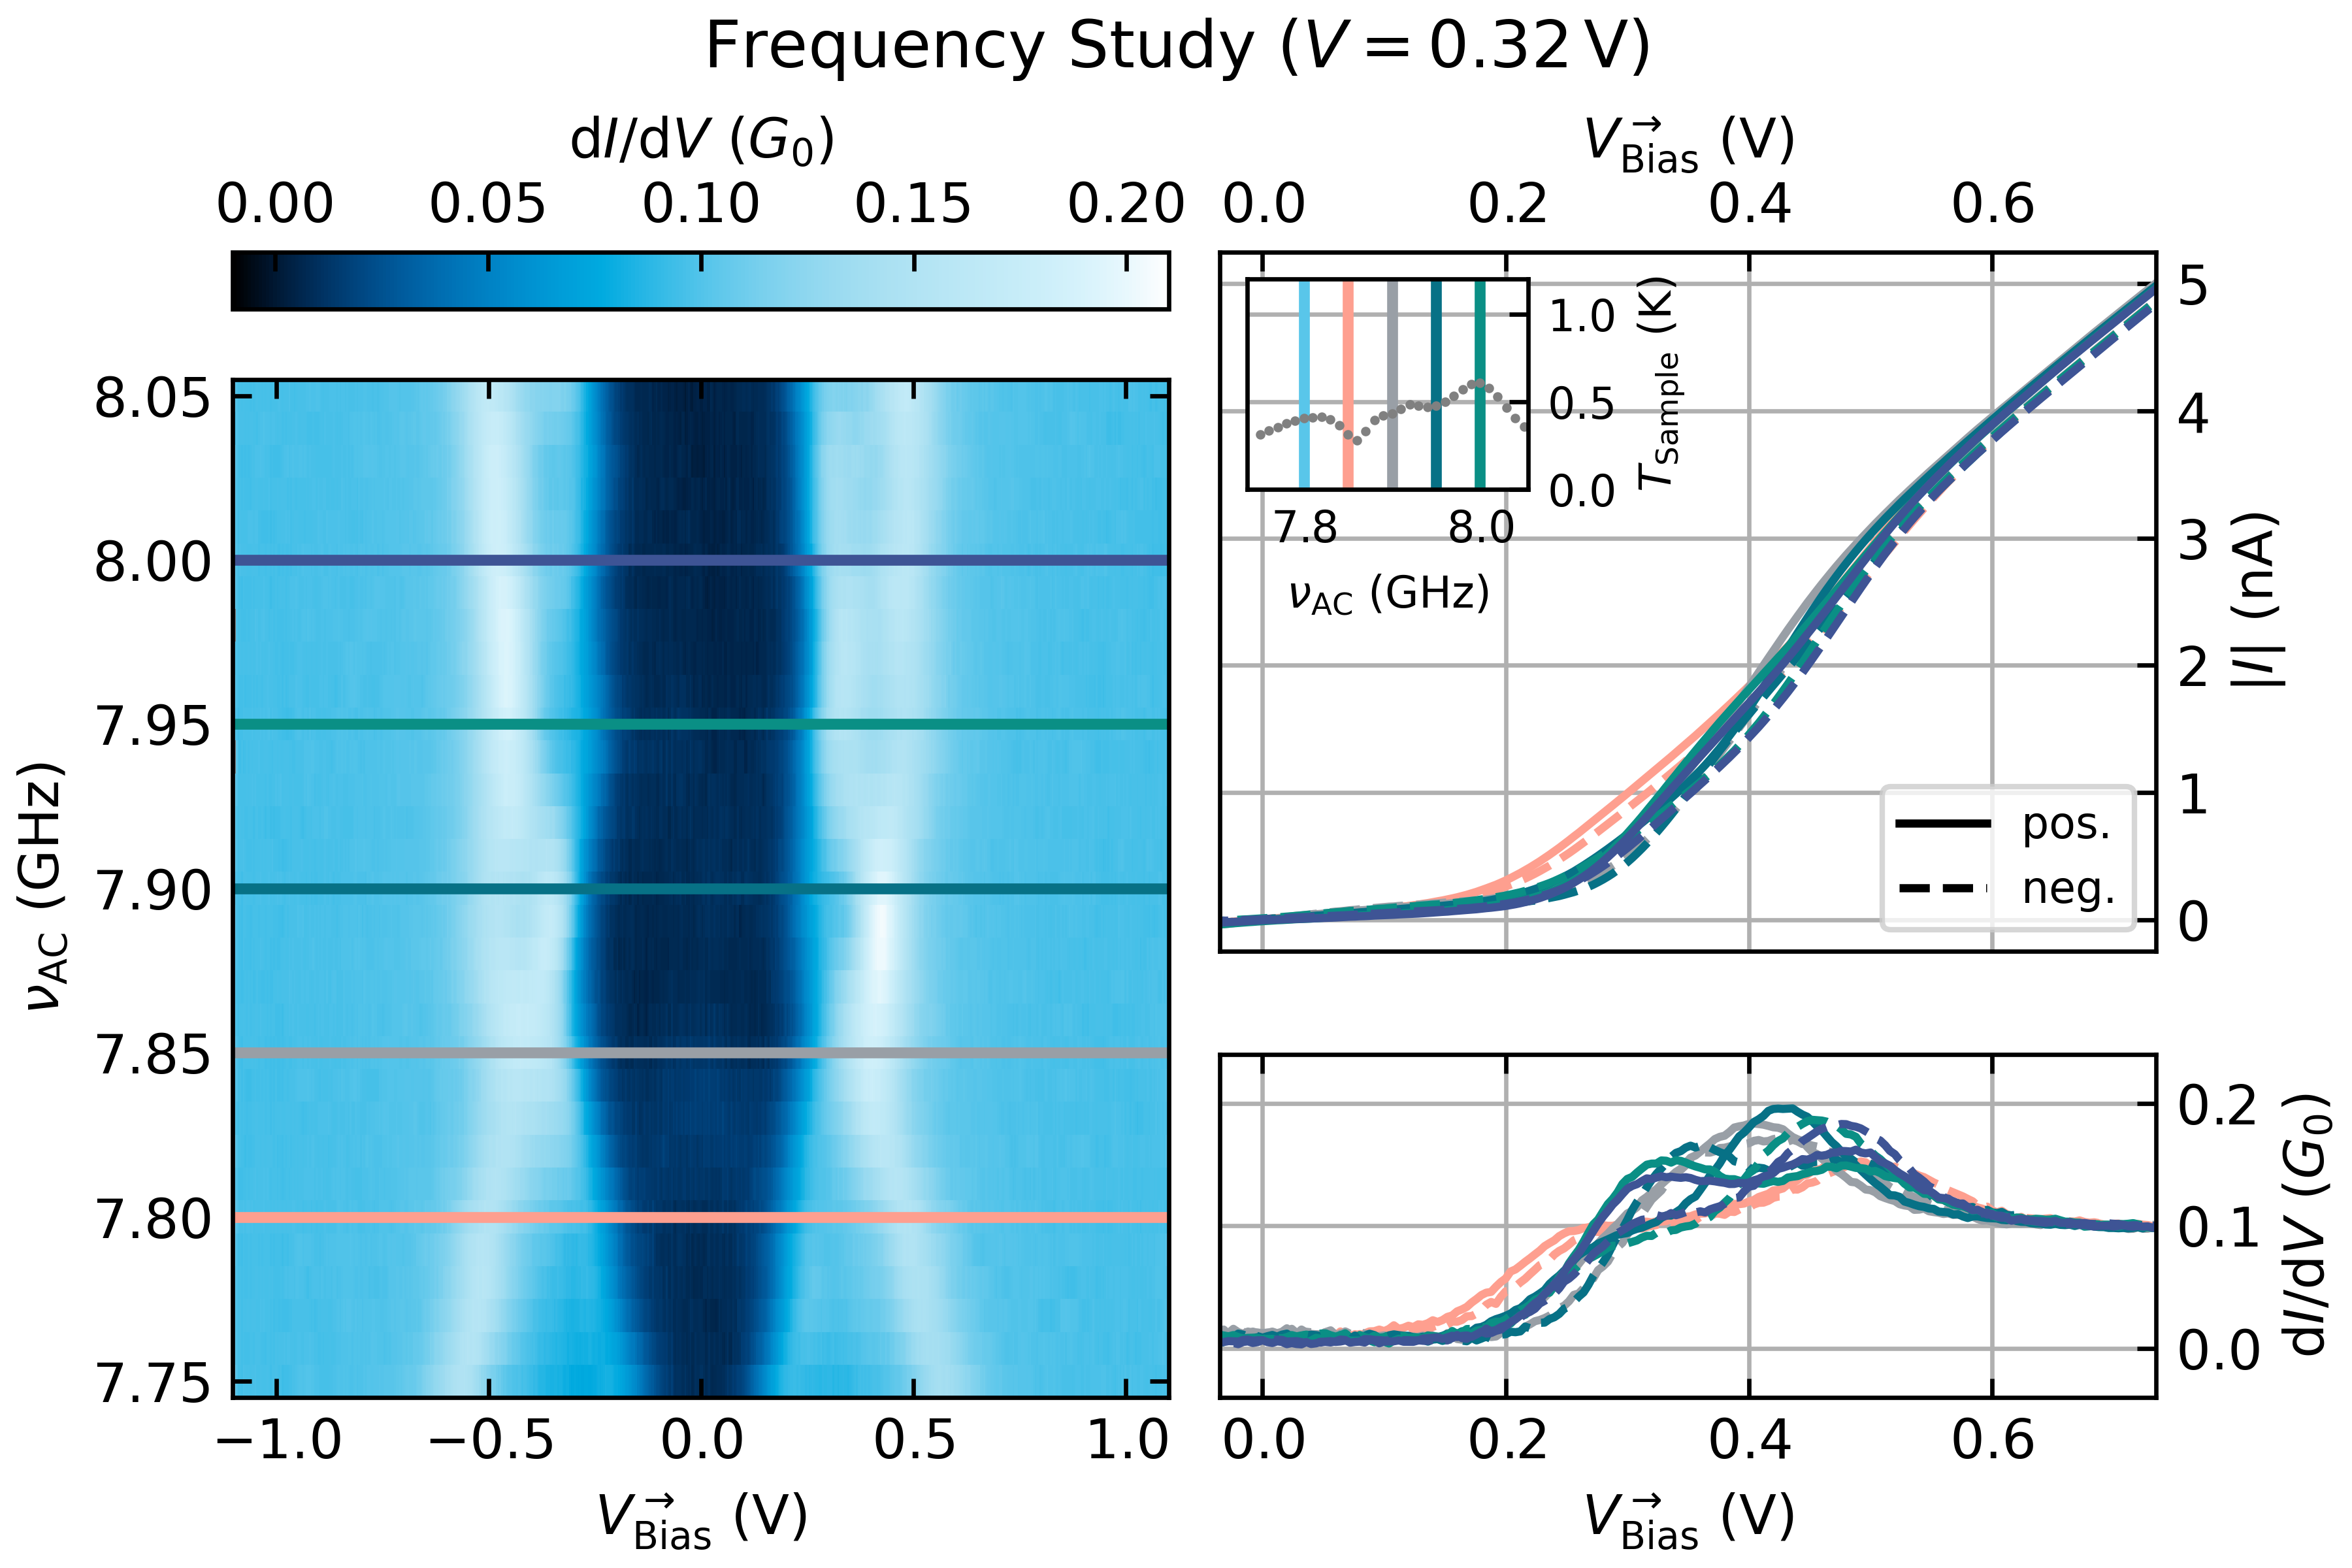 Frequency Study (V = 0.32 V)
dI/dV (G₀)
0.00 0.05 0.10 0.15 0.20
8.05
8.00
7.95
7.90
7.85
7.80
7.75
ν_AC (GHz)
−1.0 −0.5 0.0 0.5 1.0
V→Bias (V)
V→Bias (V)
0.0 0.2 0.4 0.6
1.0
0.5
0.0
T_Sample (K)
7.8 8.0
ν_AC (GHz)
5
4
3
2
1
0
|I| (nA)
pos.
neg.
0.2
0.1
0.0
dI/dV (G₀)
0.0 0.2 0.4 0.6
V→Bias (V)